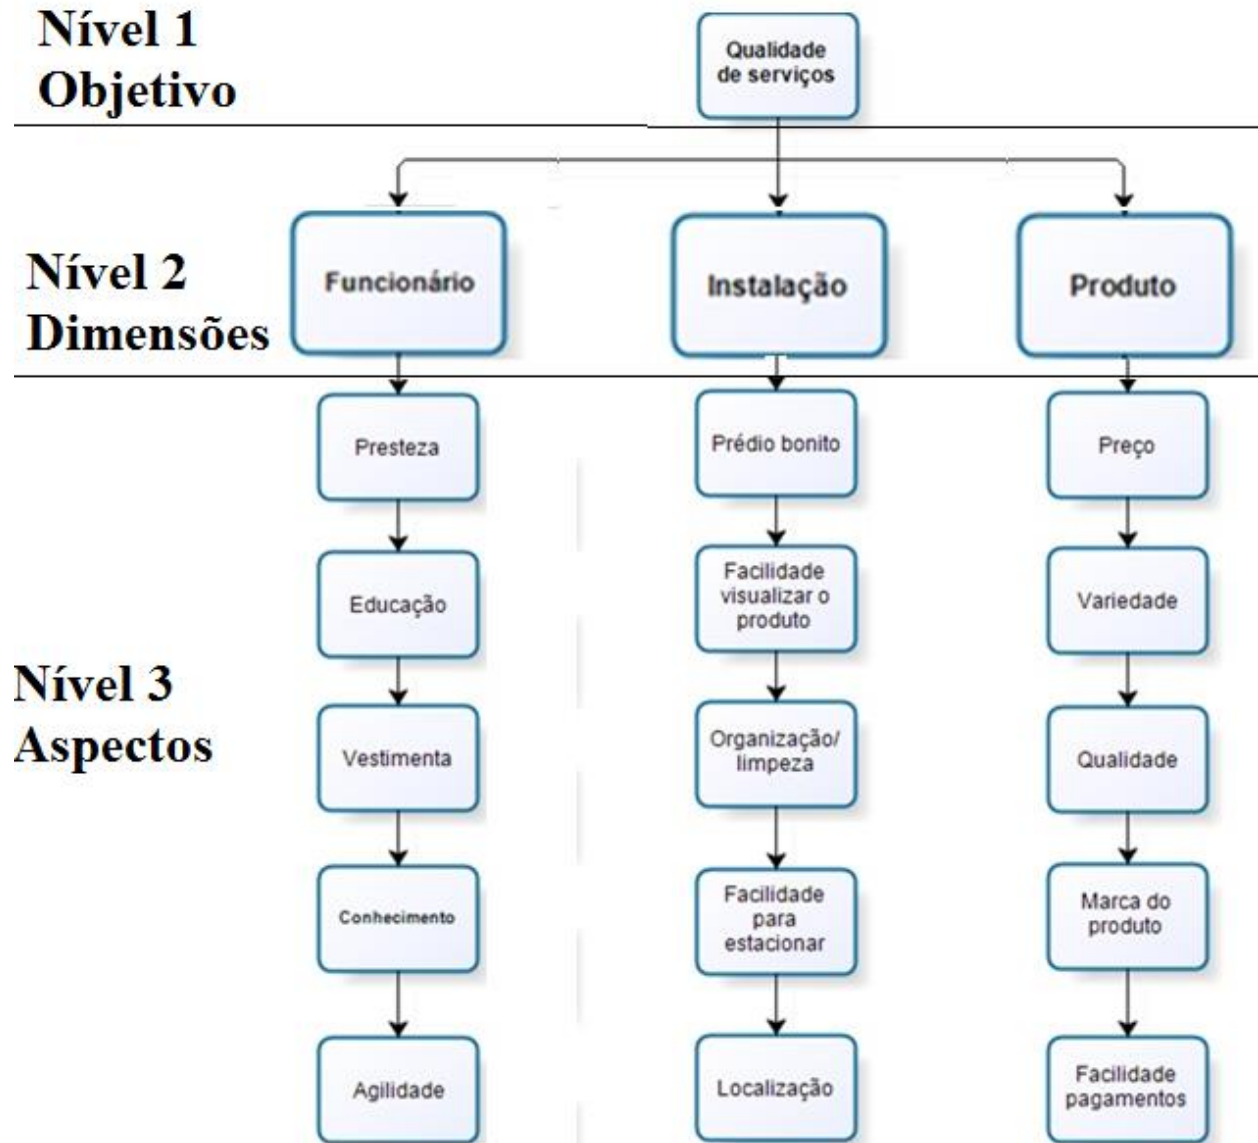 Nível 1
Objetivo
Qualidade
de serviços
Nível 2
Dimensões
Funcionário
Instalação
Produto
Nível 3
Aspectos
Presteza
Prédio bonito
Preço
Educação
Facilidade
visualizar o
produto
Variedade
Vestimenta
Organização/
limpeza
Qualidade
Conhecimento
Facilidade
para
estacionar
Marca do
produto
Agilidade
Localização
Facilidade
pagamentos